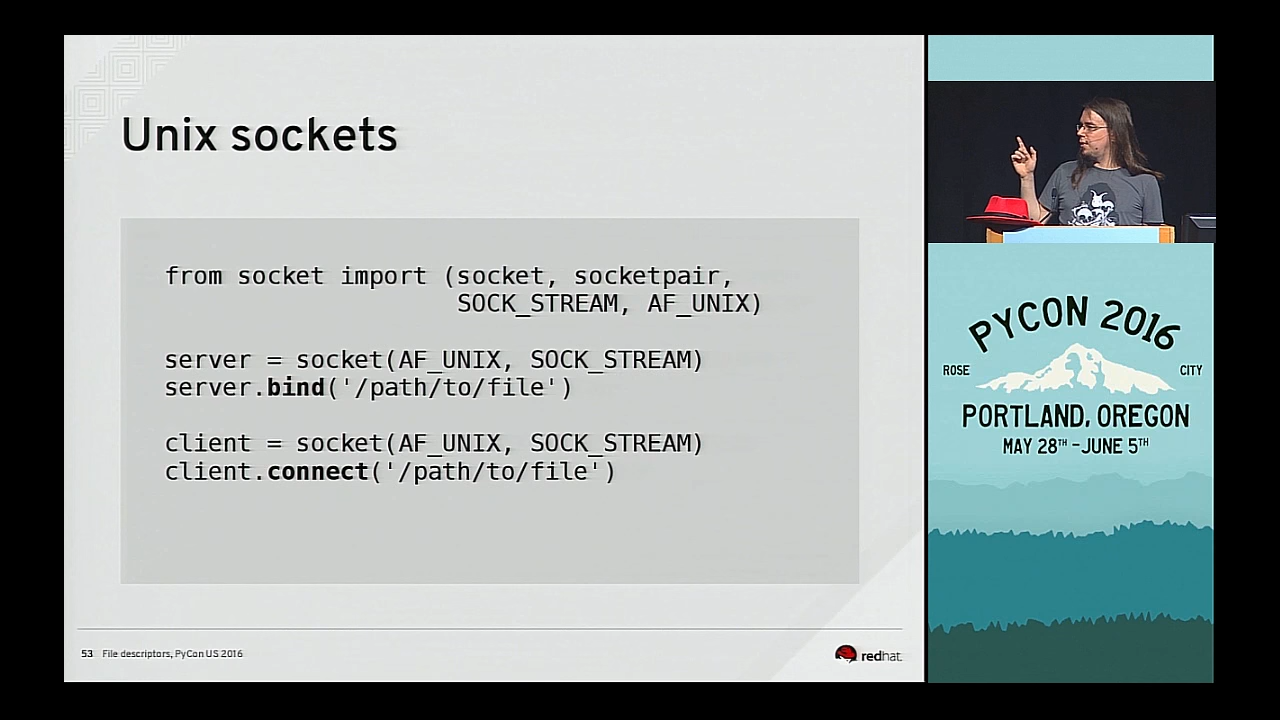 Unix sockets
from socket import (socket, socketpair,
SOCK_STREAM, AF_UNIX)
server = socket(AF_UNIX, SOCK_STREAM)
server.bind('/path/to/file')
client = socket(AF_UNIX, SOCK_STREAM)
client.connect('/path/to/file')
53 File descriptors, PyCon US 2016
redhat.
PYCON 2016
ROSE CITY
PORTLAND, OREGON
MAY 28TH - JUNE 5TH